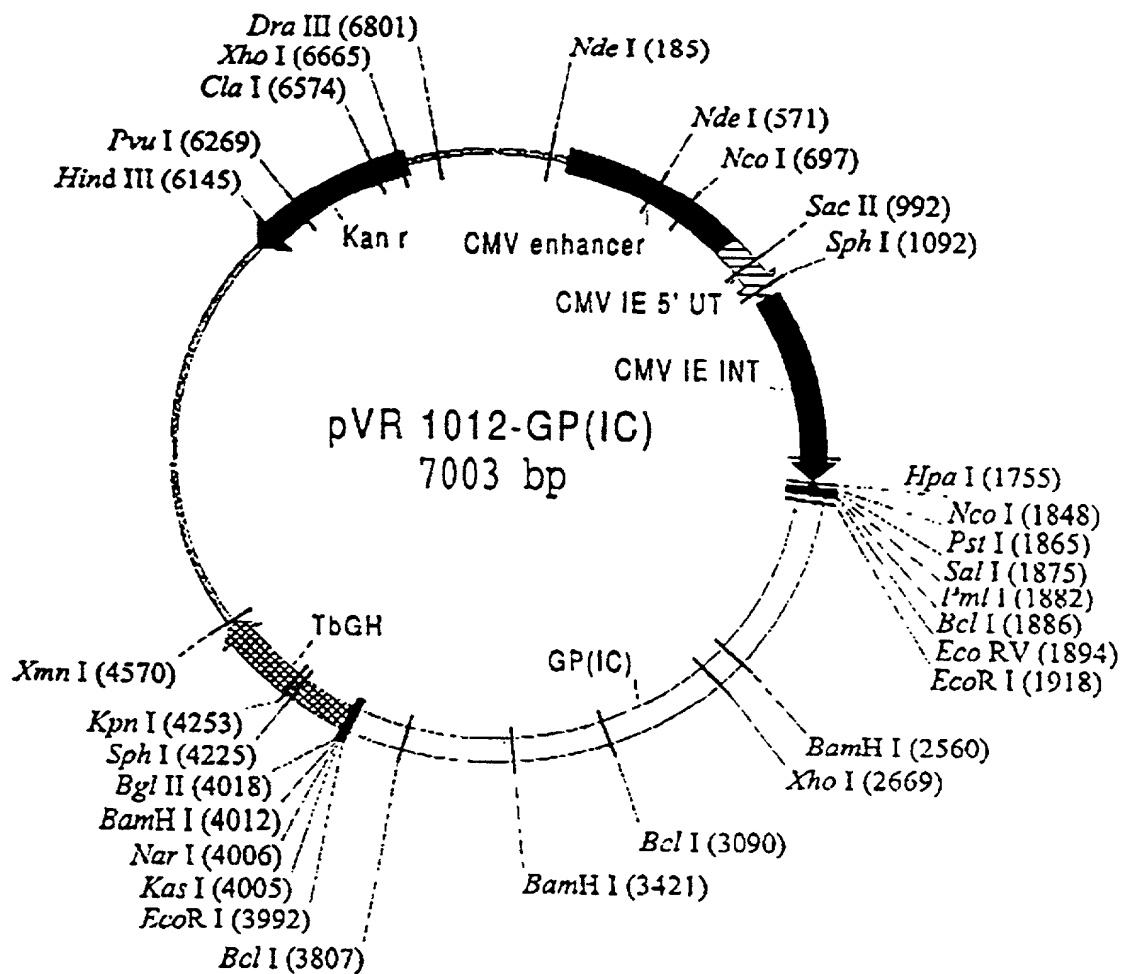 Dra III (6801)
Xho I (6665)
Cla I (6574)
Pvu I (6269)
Hind III (6145)
Nde I (185)
Nde I (571)
Nco I (697)
Sac II (992)
Sph I (1092)
Kan r
CMV enhancer
CMV IE 5' UT
CMV IE INT
pVR 1012-GP(IC)
7003 bp
Hpa I (1755)
Nco I (1848)
Pst I (1865)
Sal I (1875)
Pml I (1882)
Bcl I (1886)
Eco RV (1894)
EcoR I (1918)
TbGH
GP(IC)
Xmn I (4570)
Kpn I (4253)
Sph I (4225)
Bgl II (4018)
BamH I (4012)
Nar I (4006)
Kas I (4005)
EcoR I (3992)
Bcl I (3807)
BamH I (2560)
Xho I (2669)
Bcl I (3090)
BamH I (3421)